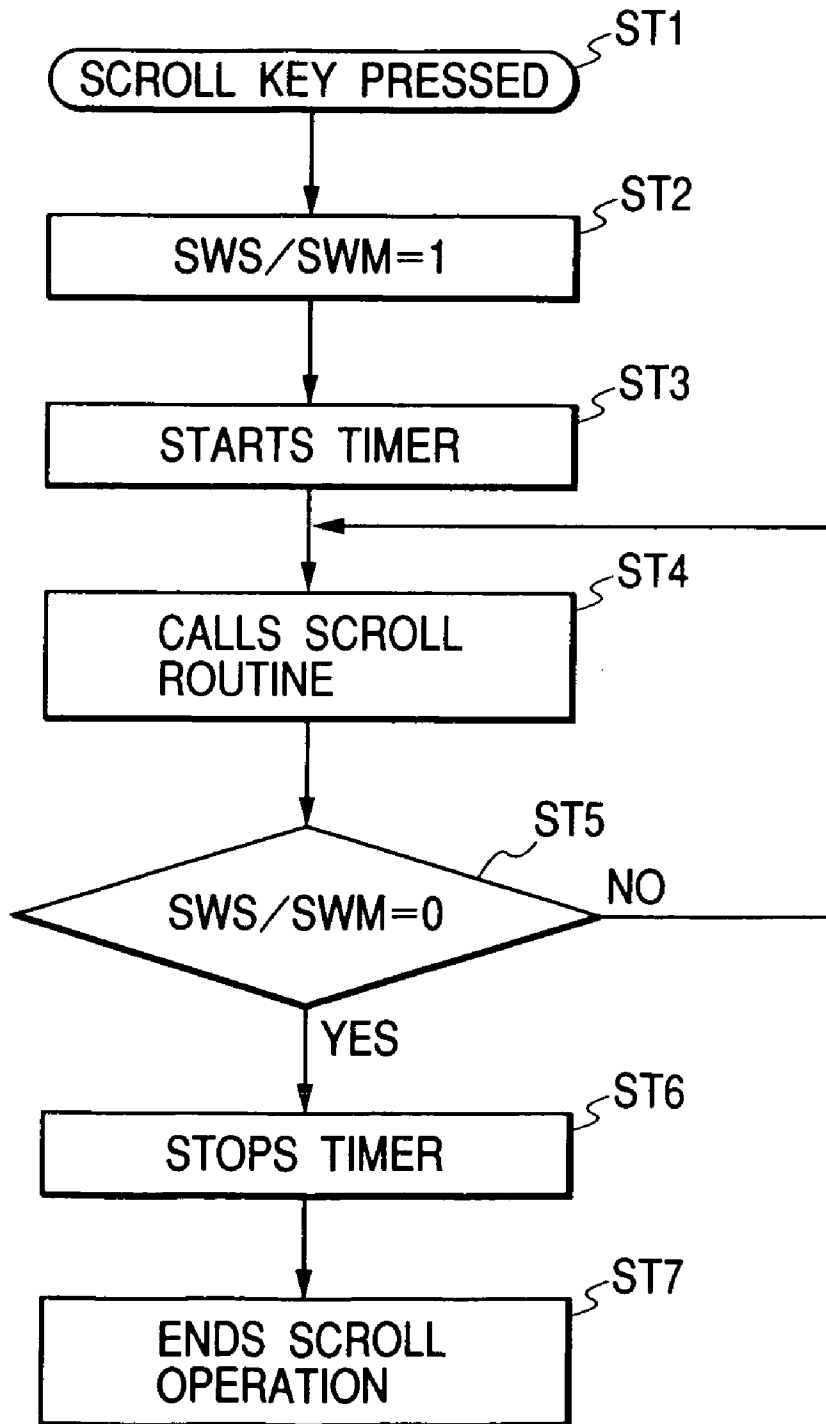 ST1
SCROLL KEY PRESSED
ST2
SWS/SWM=1
ST3
STARTS TIMER
ST4
CALLS SCROLL
ROUTINE
ST5
SWS/SWM=0
NO
YES
ST6
STOPS TIMER
ST7
ENDS SCROLL
OPERATION